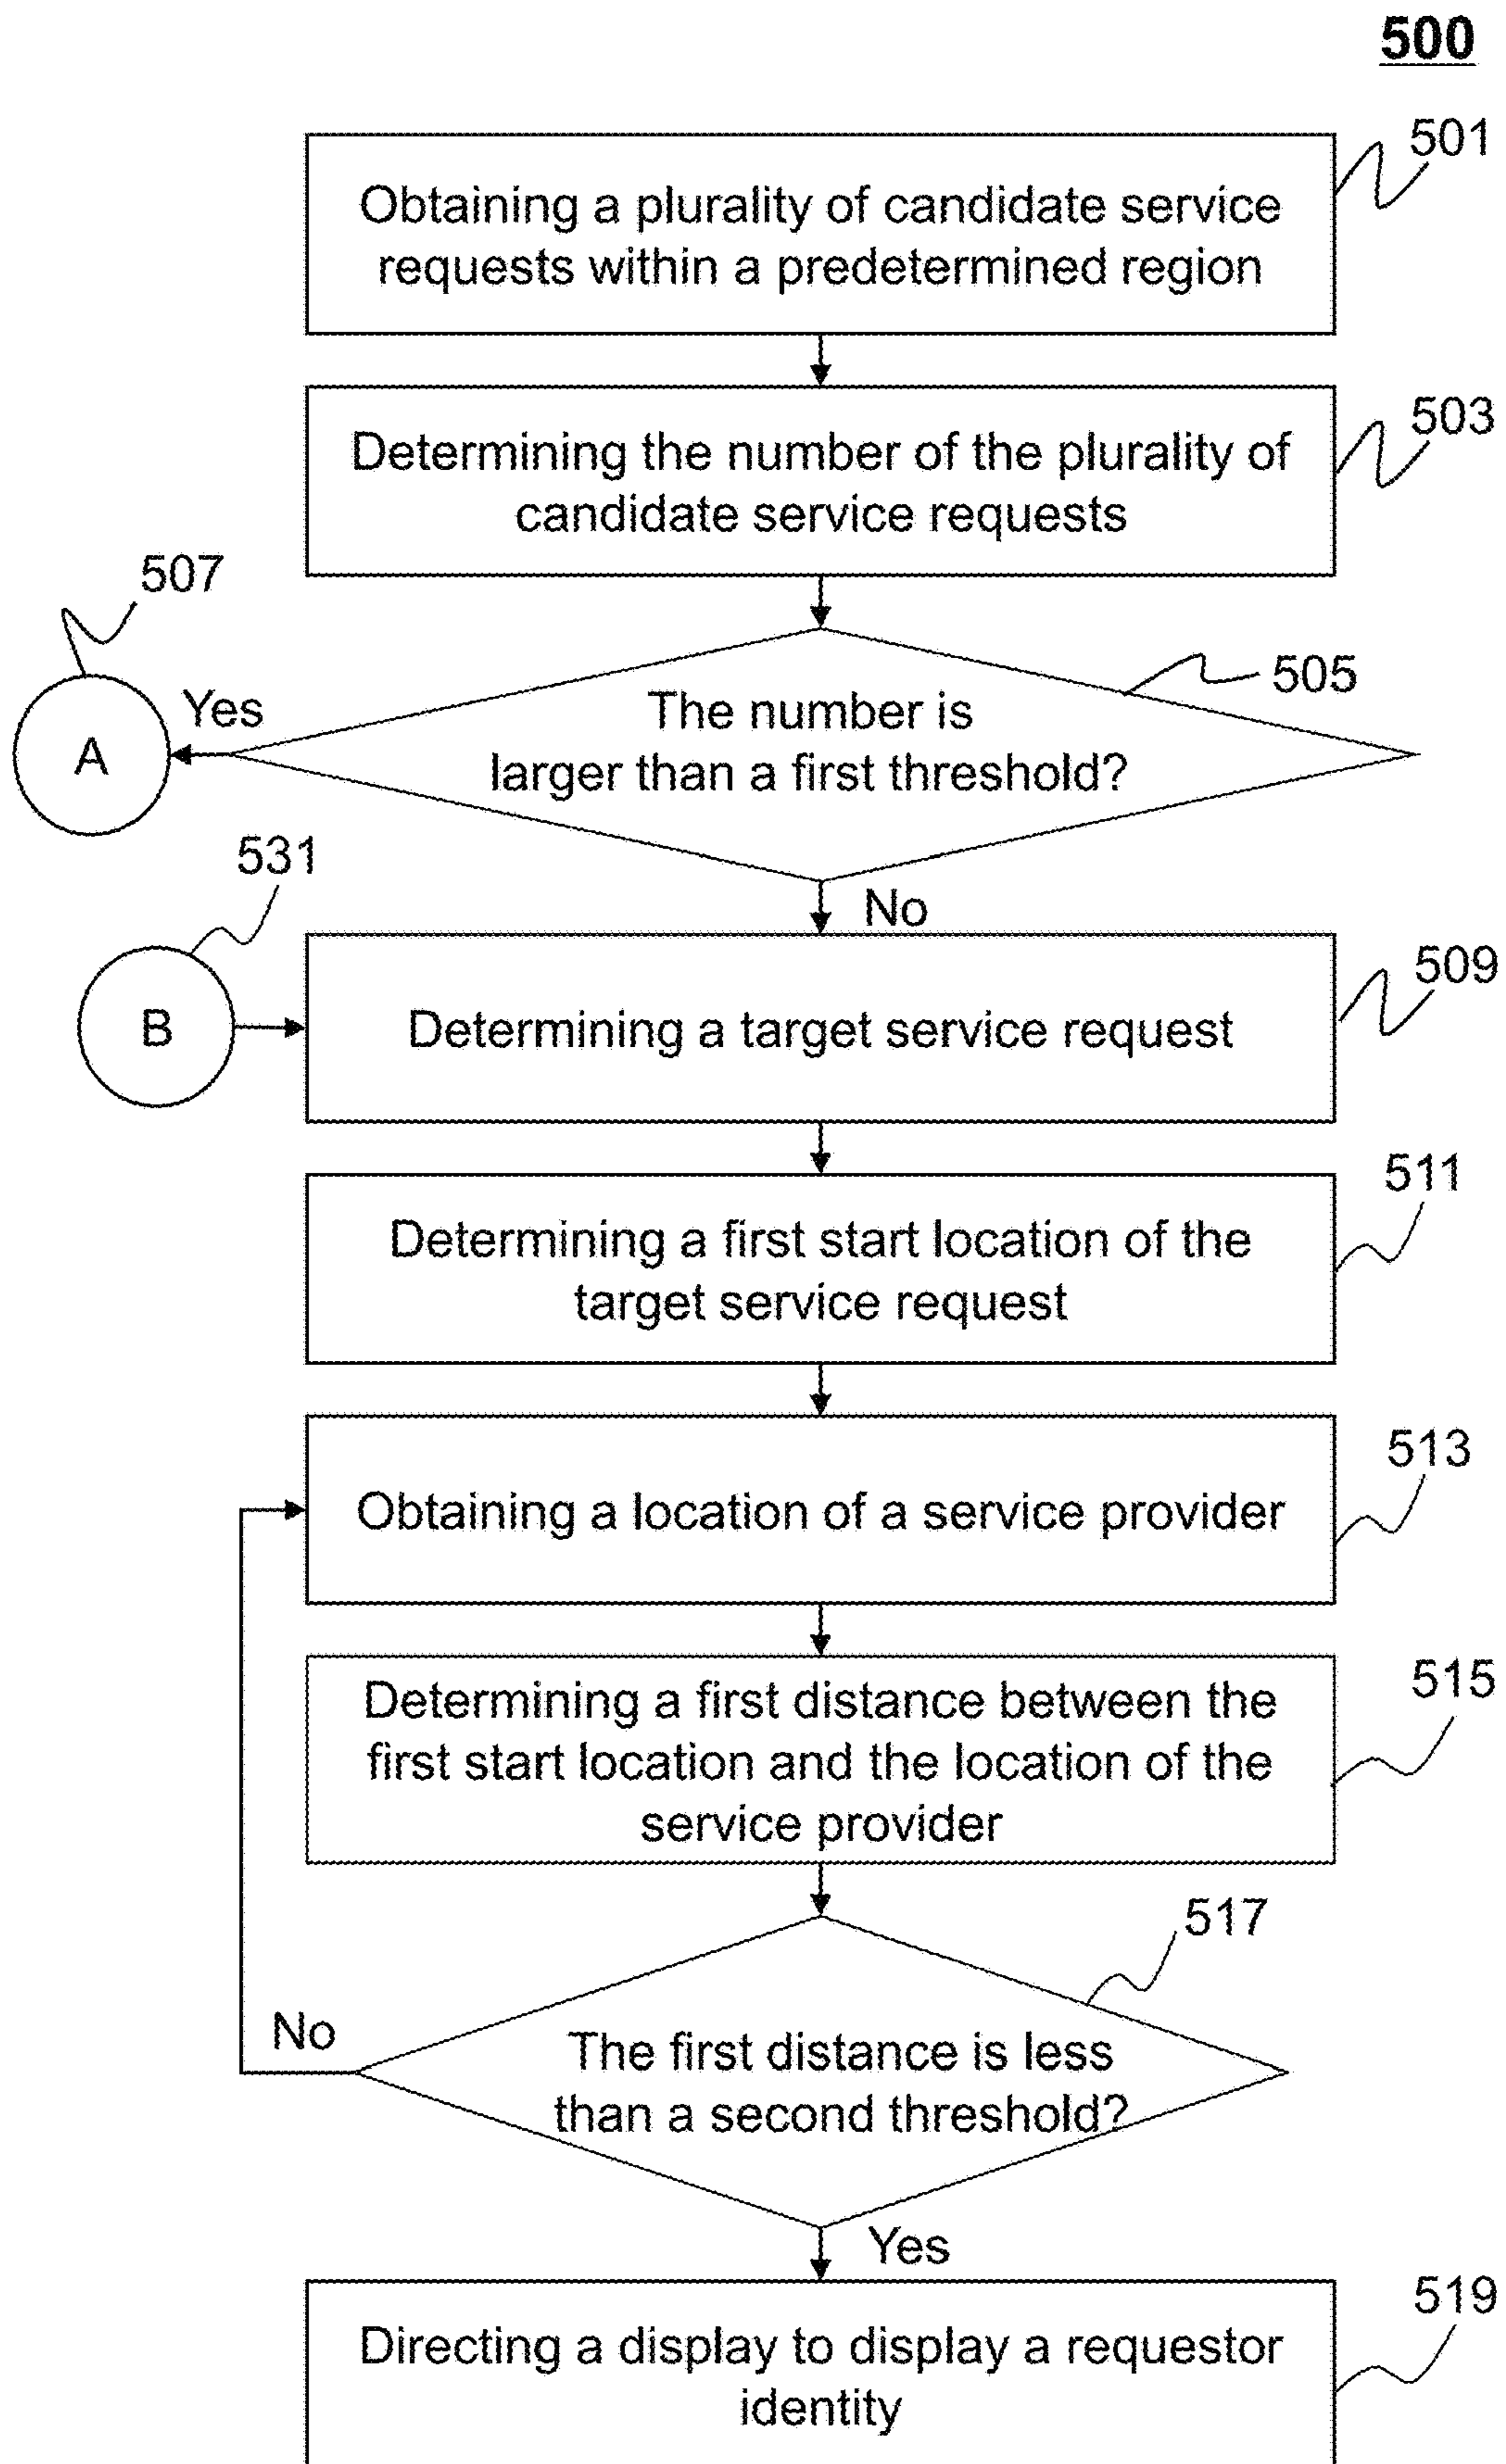 500
501
Obtaining a plurality of candidate service
requests within a predetermined region
503
Determining the number of the plurality of
candidate service requests
507
505
A
Yes
The number is
larger than a first threshold?
531
No
509
B
Determining a target service request
511
Determining a first start location of the
target service request
513
Obtaining a location of a service provider
515
Determining a first distance between the
first start location and the location of the
service provider
517
No
The first distance is less
than a second threshold?
Yes
519
Directing a display to display a requestor
identity